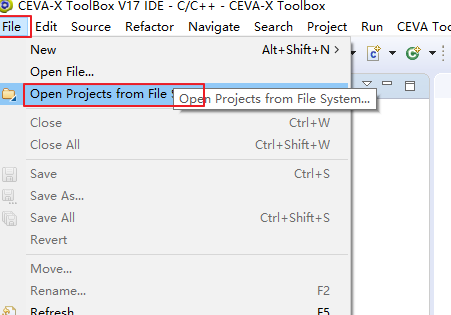 CEVA-X ToolBox V17 IDE - C/C++ - CEVA-X Toolbox
File Edit Source Refactor Navigate Search Project Run CEVA Too
New Alt+Shift+N >
Open File...
Open Projects from File S
Open Projects from File System...
Close Ctrl+W
Close All Ctrl+Shift+W
Save Ctrl+S
Save As...
Save All Ctrl+Shift+S
Revert
Move...
Rename... F2
Refresh F5